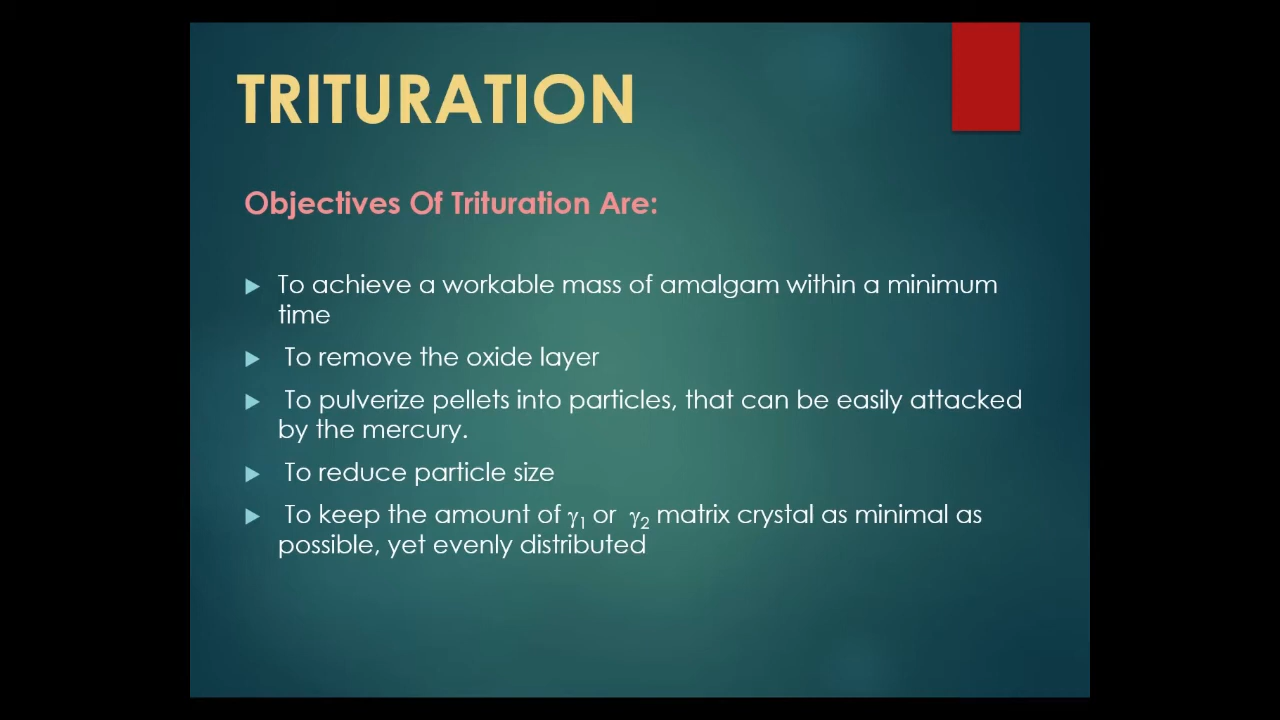 TRITURATION
Objectives Of Trituration Are:
▶ To achieve a workable mass of amalgam within a minimum
time
▶ To remove the oxide layer
▶ To pulverize pellets into particles, that can be easily attacked
by the mercury.
▶ To reduce particle size
▶ To keep the amount of γ₁ or γ₂ matrix crystal as minimal as
possible, yet evenly distributed